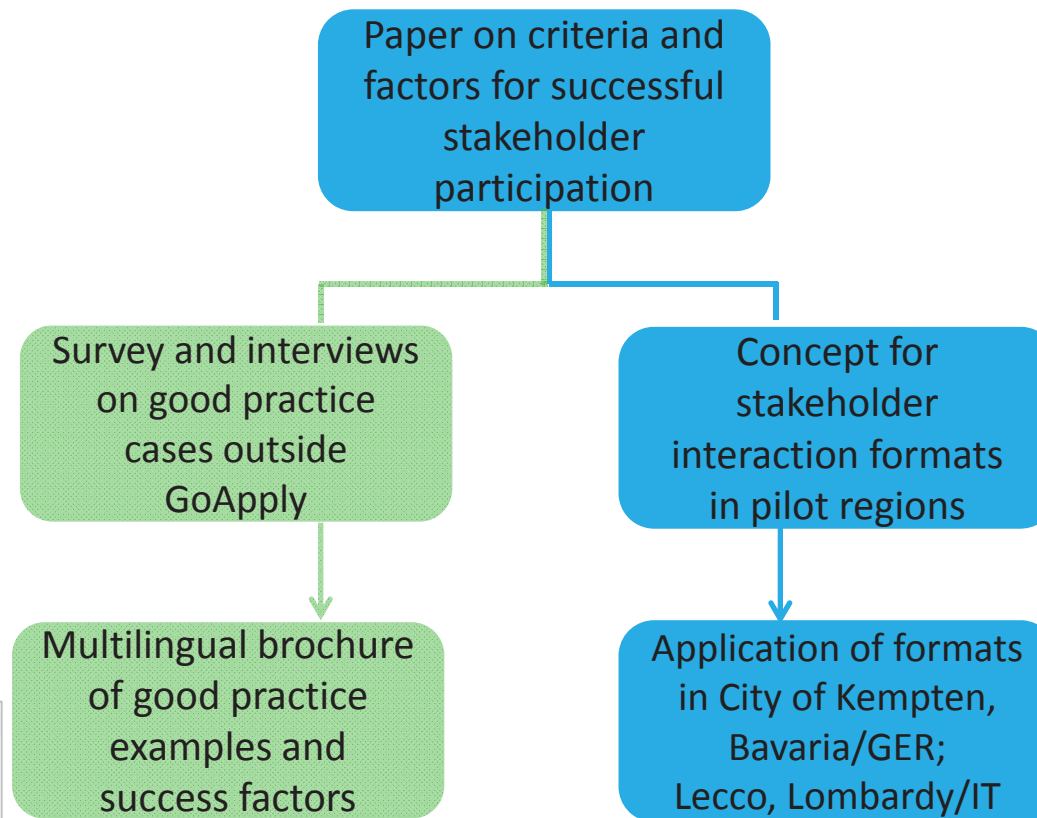 Paper on criteria and
factors for successful
stakeholder
participation
Survey and interviews
on good practice
cases outside
GoApply
Concept for
stakeholder
interaction formats
in pilot regions
Multilingual brochure
of good practice
examples and
success factors
Application of formats
in City of Kempten,
Bavaria/GER;
Lecco, Lombardy/IT